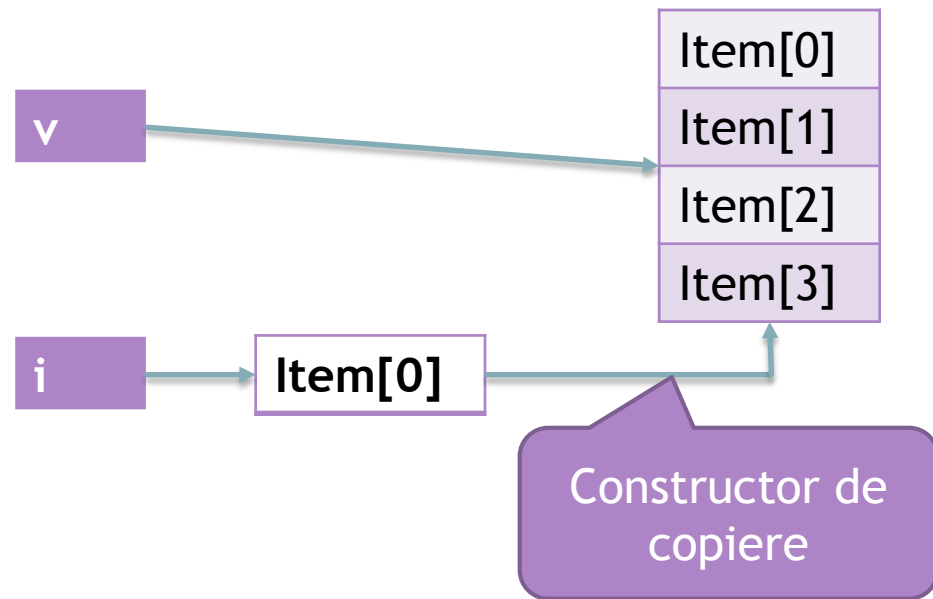 Item[0]
v
Item[1]
Item[2]
Item[3]
i
Item[0]
Constructor de
copiere